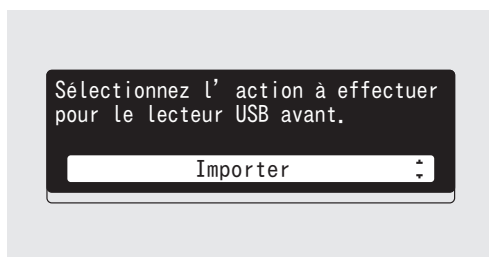 Sélectionnez l' action à effectuer
pour le lecteur USB avant.
Importer